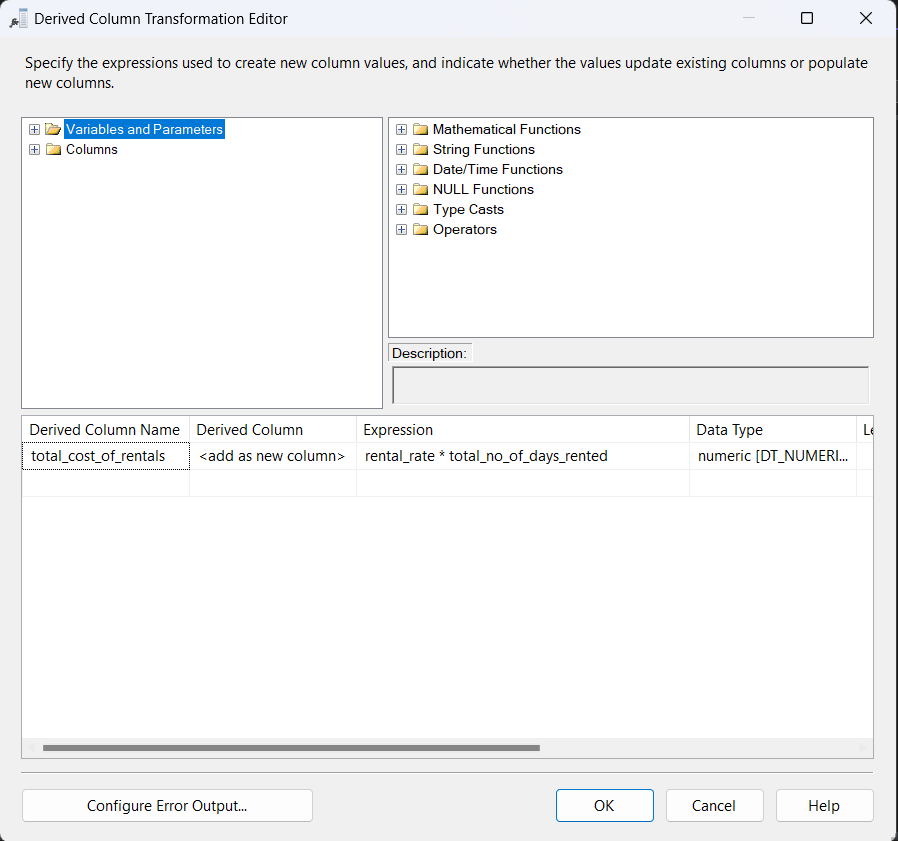 Derived Column Transformation Editor
Specify the expressions used to create new column values, and indicate whether the values update existing columns or populate
new columns.
Variables and Parameters
Columns
Mathematical Functions
String Functions
Date/Time Functions
NULL Functions
Type Casts
Operators
Description:
Derived Column Name Derived Column Expression Data Type Le
total_cost_of_rentals <add as new column> rental_rate * total_no_of_days_rented numeric [DT_NUMERI...
Configure Error Output... OK Cancel Help